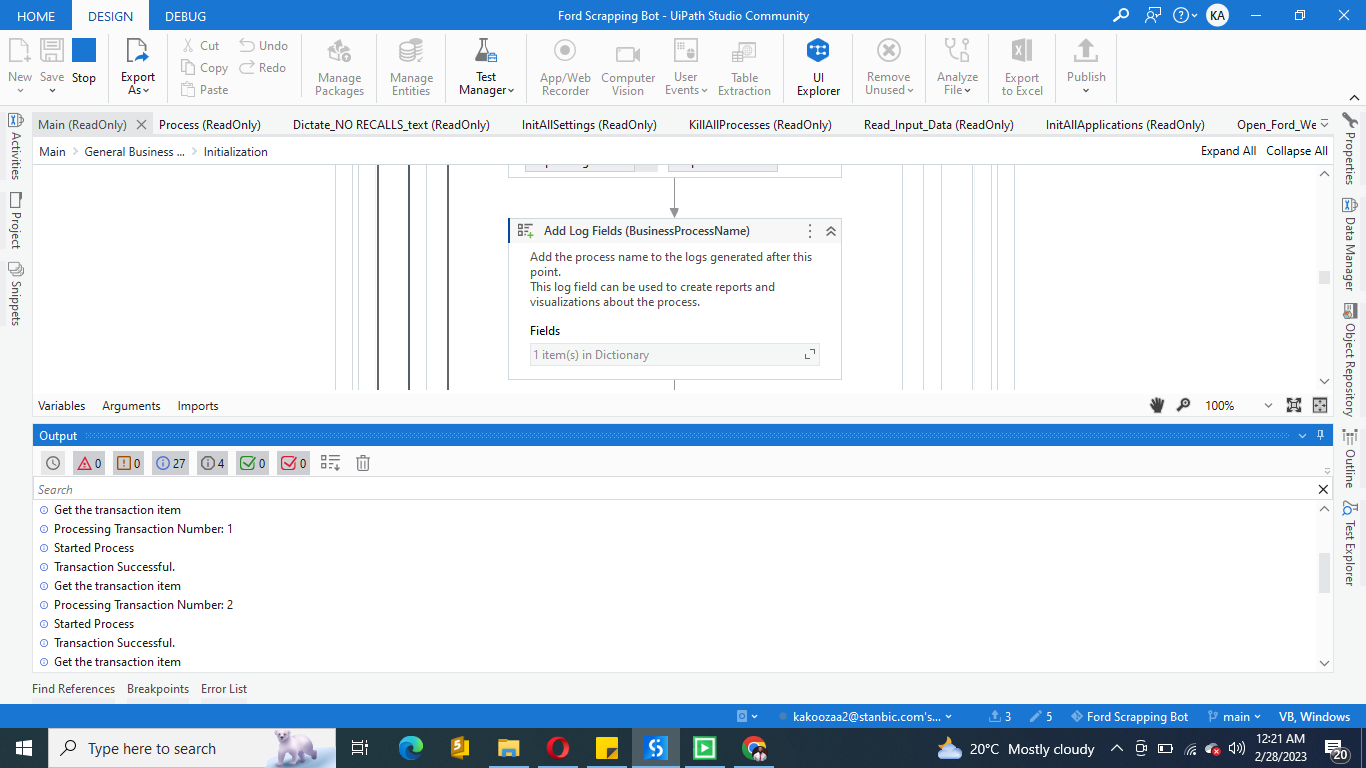 HOME DESIGN DEBUG Ford Scrapping Bot - UiPath Studio Community KA
New Save Stop Export As Cut Copy Paste Undo Redo Manage Packages Manage Entities Test Manager App/Web Recorder Computer Vision User Events Table Extraction UI Explorer Remove Unused Analyze File Export to Excel Publish
Main (ReadOnly) Process (ReadOnly) Dictate_NO RECALLS_text (ReadOnly) InitAllSettings (ReadOnly) KillAllProcesses (ReadOnly) Read_Input_Data (ReadOnly) InitAllApplications (ReadOnly) Open_Ford_We
Main General Business ... Initialization Expand All Collapse All
Activities
Project
Snippets
Properties
Data Manager
Object Repository
Outline
Test Explorer
Add Log Fields (BusinessProcessName)
Add the process name to the logs generated after this
point.
This log field can be used to create reports and
visualizations about the process.
Fields
1 item(s) in Dictionary
Variables Arguments Imports 100%
Output
0 0 27 4 0 0
Search
Get the transaction item
Processing Transaction Number: 1
Started Process
Transaction Successful.
Get the transaction item
Processing Transaction Number: 2
Started Process
Transaction Successful.
Get the transaction item
Find References Breakpoints Error List
kakoozaa2@stanbic.com's... 3 5 Ford Scrapping Bot main VB, Windows
Type here to search 20°C Mostly cloudy 12:21 AM
2/28/2023 20